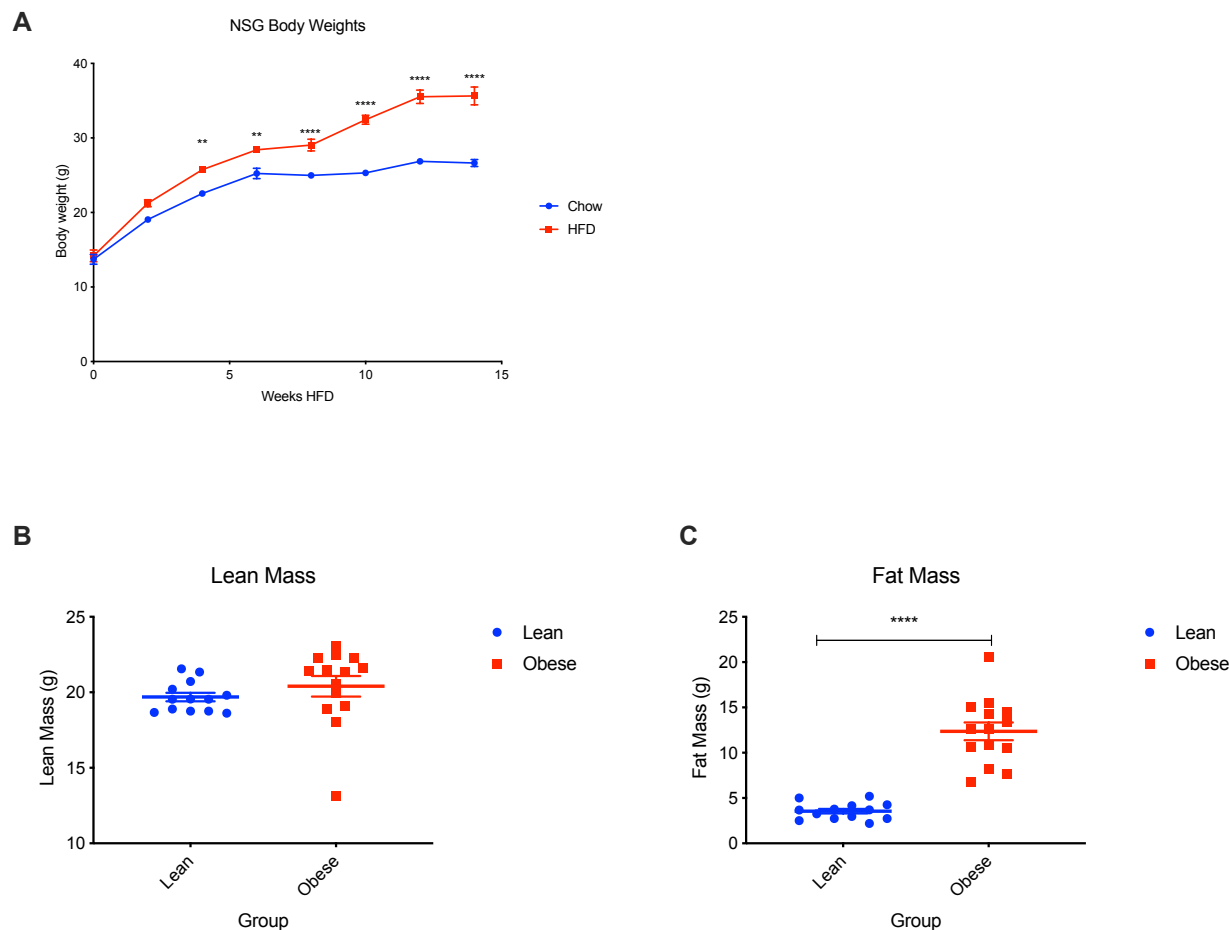 A
NSG Body Weights
40
30
20
10
0
Body weight (g)
** ** **** **** **** ****
0 5 10 15
Weeks HFD
Chow
HFD
B
Lean Mass
25
20
15
10
Lean Mass (g)
Lean Obese
Group
Lean
Obese
C
Fat Mass
25
20
15
10
5
0
Fat Mass (g)
****
Lean Obese
Group
Lean
Obese